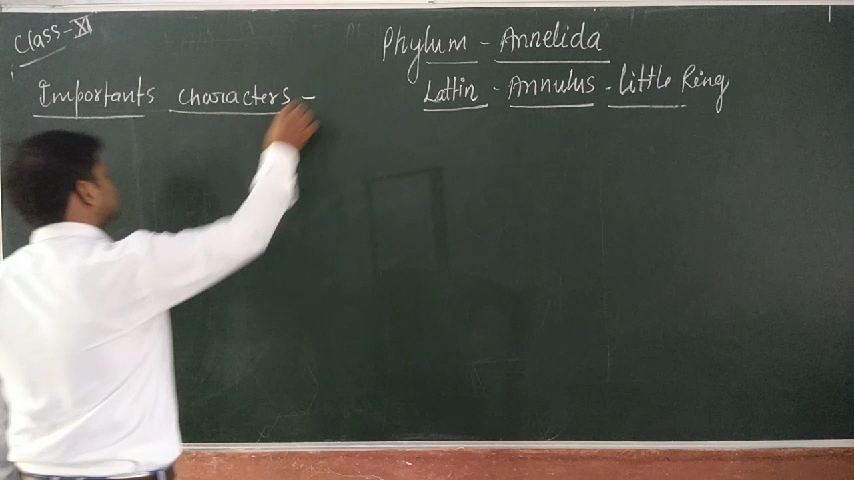 Class-XI
Phylum - Annelida
Importants characters -
Lattin - Annulus - little Ring